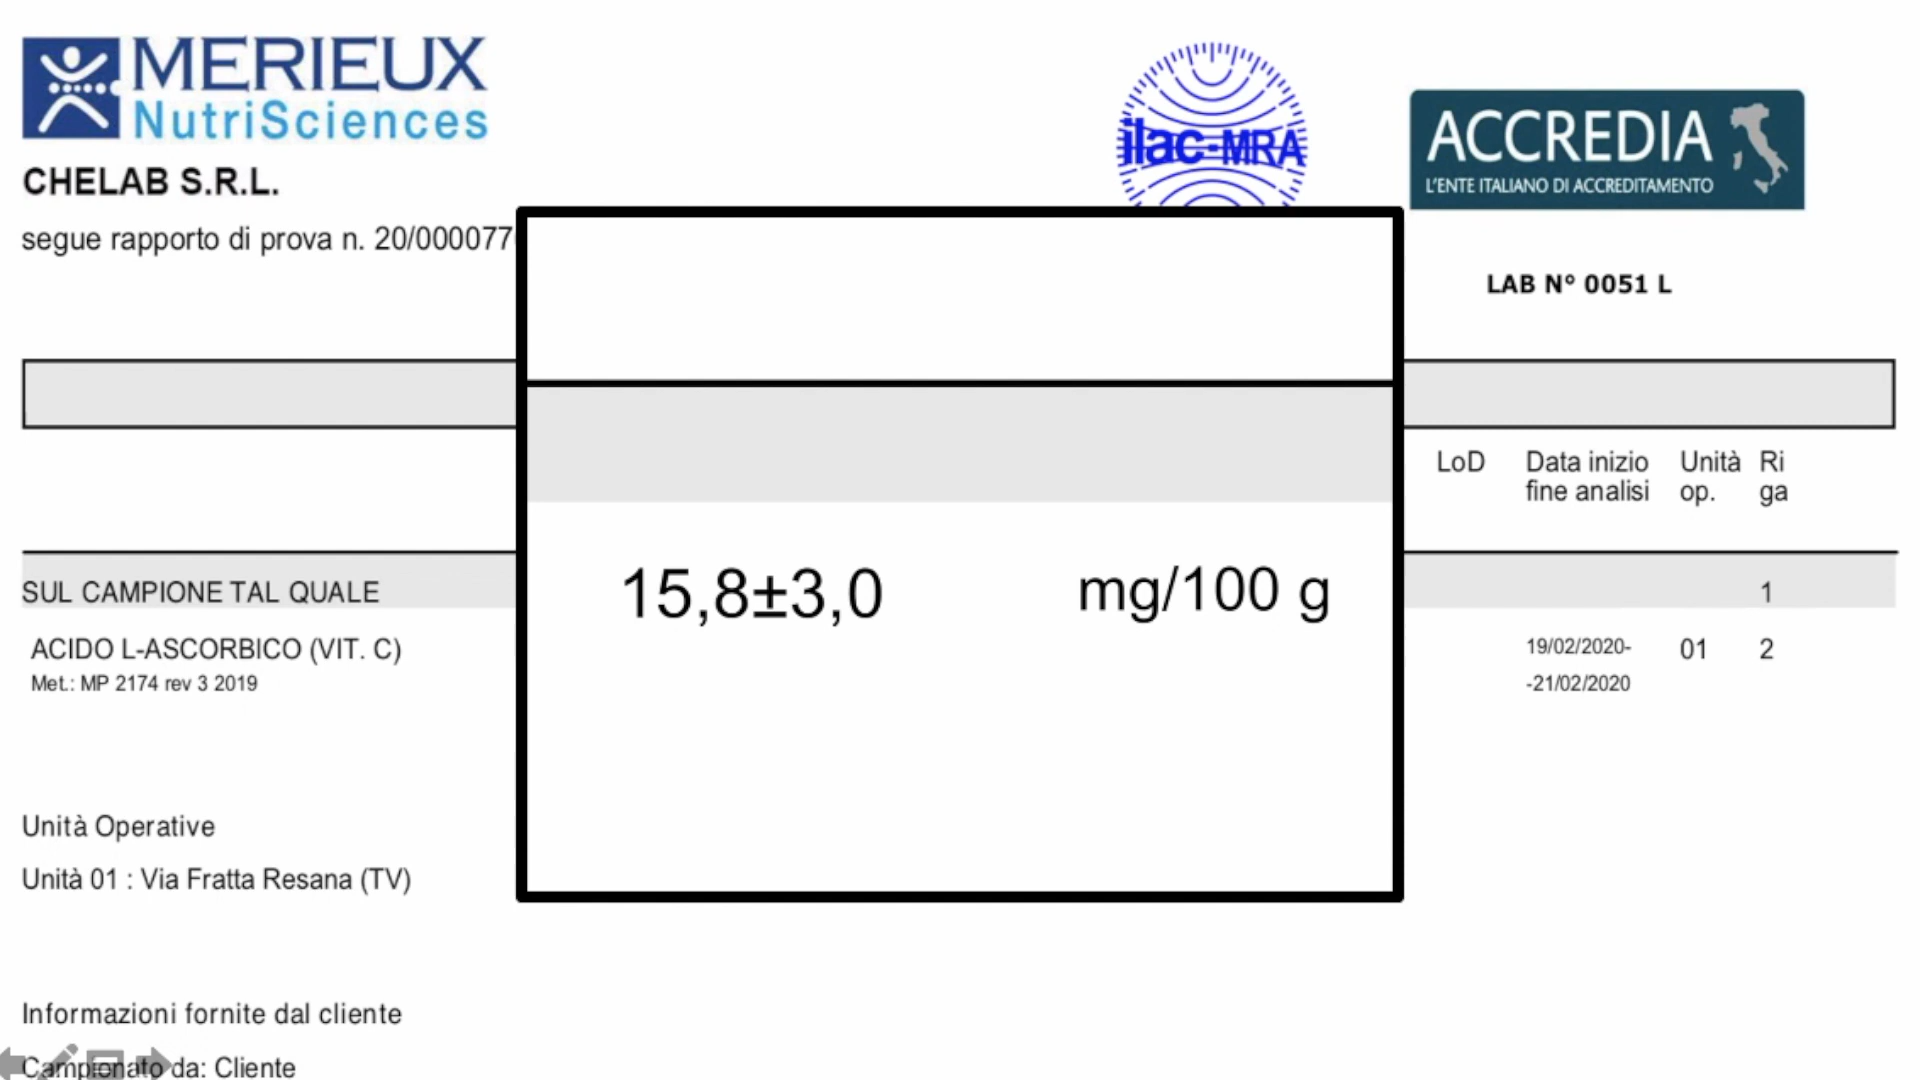 MERIEUX
NutriSciences
CHELAB S.R.L.
segue rapporto di prova n. 20/000077
ilac-MRA
ACCREDIA
L'ENTE ITALIANO DI ACCREDITAMENTO
LAB Nº 0051 L
LoD Data inizio fine analisi Unità op. Ri ga
SUL CAMPIONE TAL QUALE 1
ACIDO L-ASCORBICO (VIT. C) 15,8±3,0 mg/100 g 19/02/2020- 01 2
Met.: MP 2174 rev 3 2019 -21/02/2020
Unità Operative
Unità 01 : Via Fratta Resana (TV)
Informazioni fornite dal cliente
Campionato da: Cliente